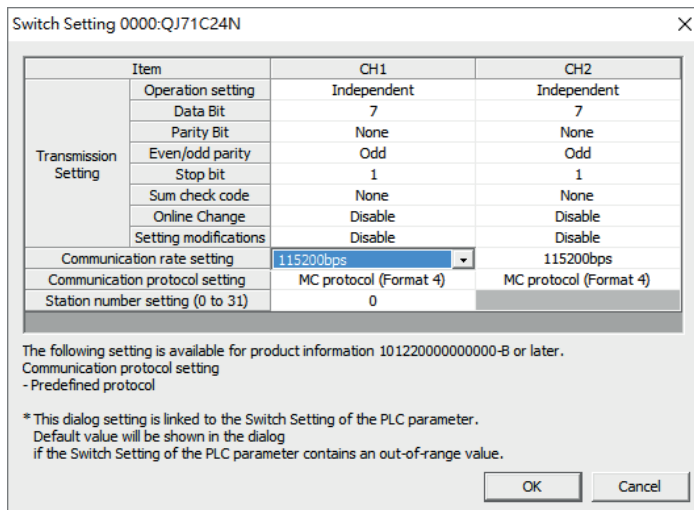 Switch Setting 0000:QJ71C24N
Item CH1 CH2
Transmission Setting
Operation setting Independent Independent
Data Bit 7 7
Parity Bit None None
Even/odd parity Odd Odd
Stop bit 1 1
Sum check code None None
Online Change Disable Disable
Setting modifications Disable Disable
Communication rate setting 115200bps 115200bps
Communication protocol setting MC protocol (Format 4) MC protocol (Format 4)
Station number setting (0 to 31) 0
The following setting is available for product information 101220000000000-B or later.
Communication protocol setting
- Predefined protocol
* This dialog setting is linked to the Switch Setting of the PLC parameter.
Default value will be shown in the dialog
if the Switch Setting of the PLC parameter contains an out-of-range value.
OK Cancel